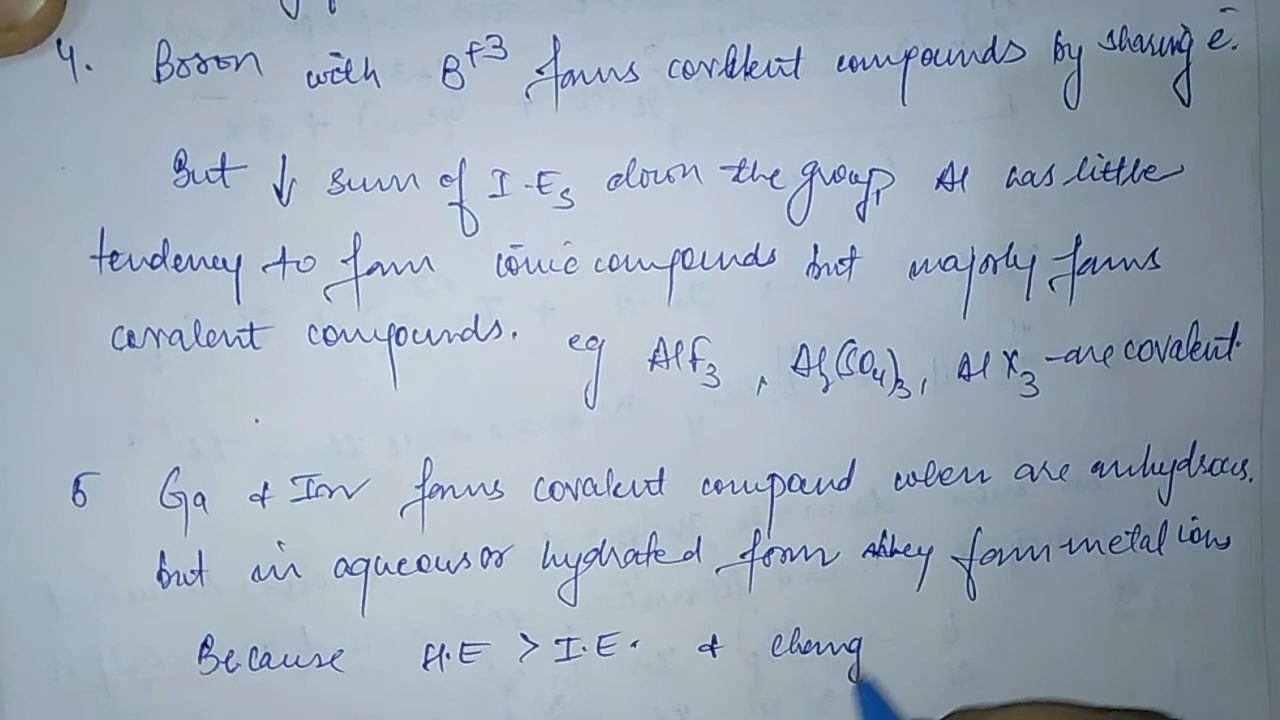 4. Boron with B+3 forms covalent compounds by sharing e-.
But ↓ sum of I.Es down the group, Al has little
tendency to form ionic compounds but majorly forms
covalent compounds. eg AlF3, Al2(SO4)3, AlX3 - are covalent.
5 Ga & In forms covalent compound when are anhydrous.
but in aqueous or hydrated form they form metal ions
Because H.E > I.E. & chang